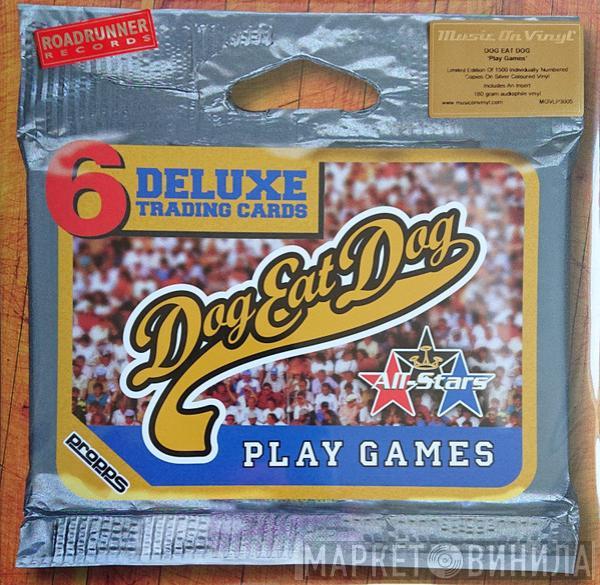 ROADRUNNER
RECORDS
Music On Vinyl
DOG EAT DOG
'Play Games'
Limited Edition Of 1500 Individually Numbered
Copies On Silver Coloured Vinyl
Includes An Insert
180 gram audiophile vinyl
www.musiconvinyl.com MOVLP3005
6 DELUXE
TRADING CARDS
Dog Eat Dog
All-Stars
propps
PLAY GAMES
МАРКЕТ ВИНИЛА